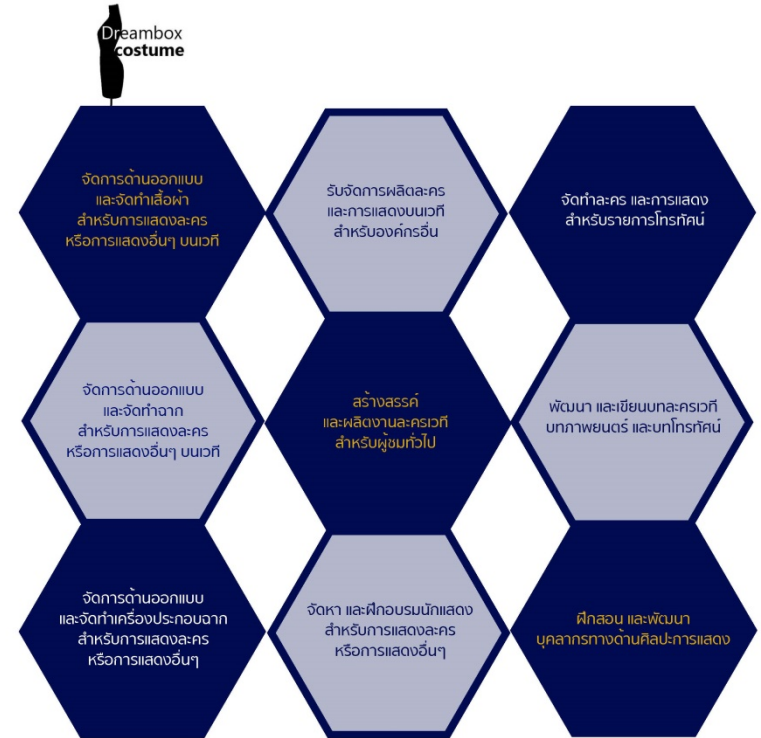 Dreambox
costume
จัดการด้านออกแบบ
และจัดทำเสื้อผ้า
สำหรับการแสดงละคร
หรือการแสดงอื่นๆ บนเวที
รับจัดการผลิตละคร
และการแสดงบนเวที
สำหรับองค์กรอื่น
จัดทำละคร และการแสดง
สำหรับรายการโทรทัศน์
จัดการด้านออกแบบ
และจัดทำฉาก
สำหรับการแสดงละคร
หรือการแสดงอื่นๆ บนเวที
สร้างสรรค์
และผลิตงานละครเวที
สำหรับผู้ชมทั่วไป
พัฒนา และเขียนบทละครเวที
บทภาพยนตร์ และบทโทรทัศน์
จัดการด้านออกแบบ
และจัดทำเครื่องประกอบฉาก
สำหรับการแสดงละคร
หรือการแสดงอื่นๆ
จัดหา และฝึกอบรมนักแสดง
สำหรับการแสดงละคร
หรือการแสดงอื่นๆ
ฝึกสอน และพัฒนา
บุคลากรทางด้านศิลปะการแสดง